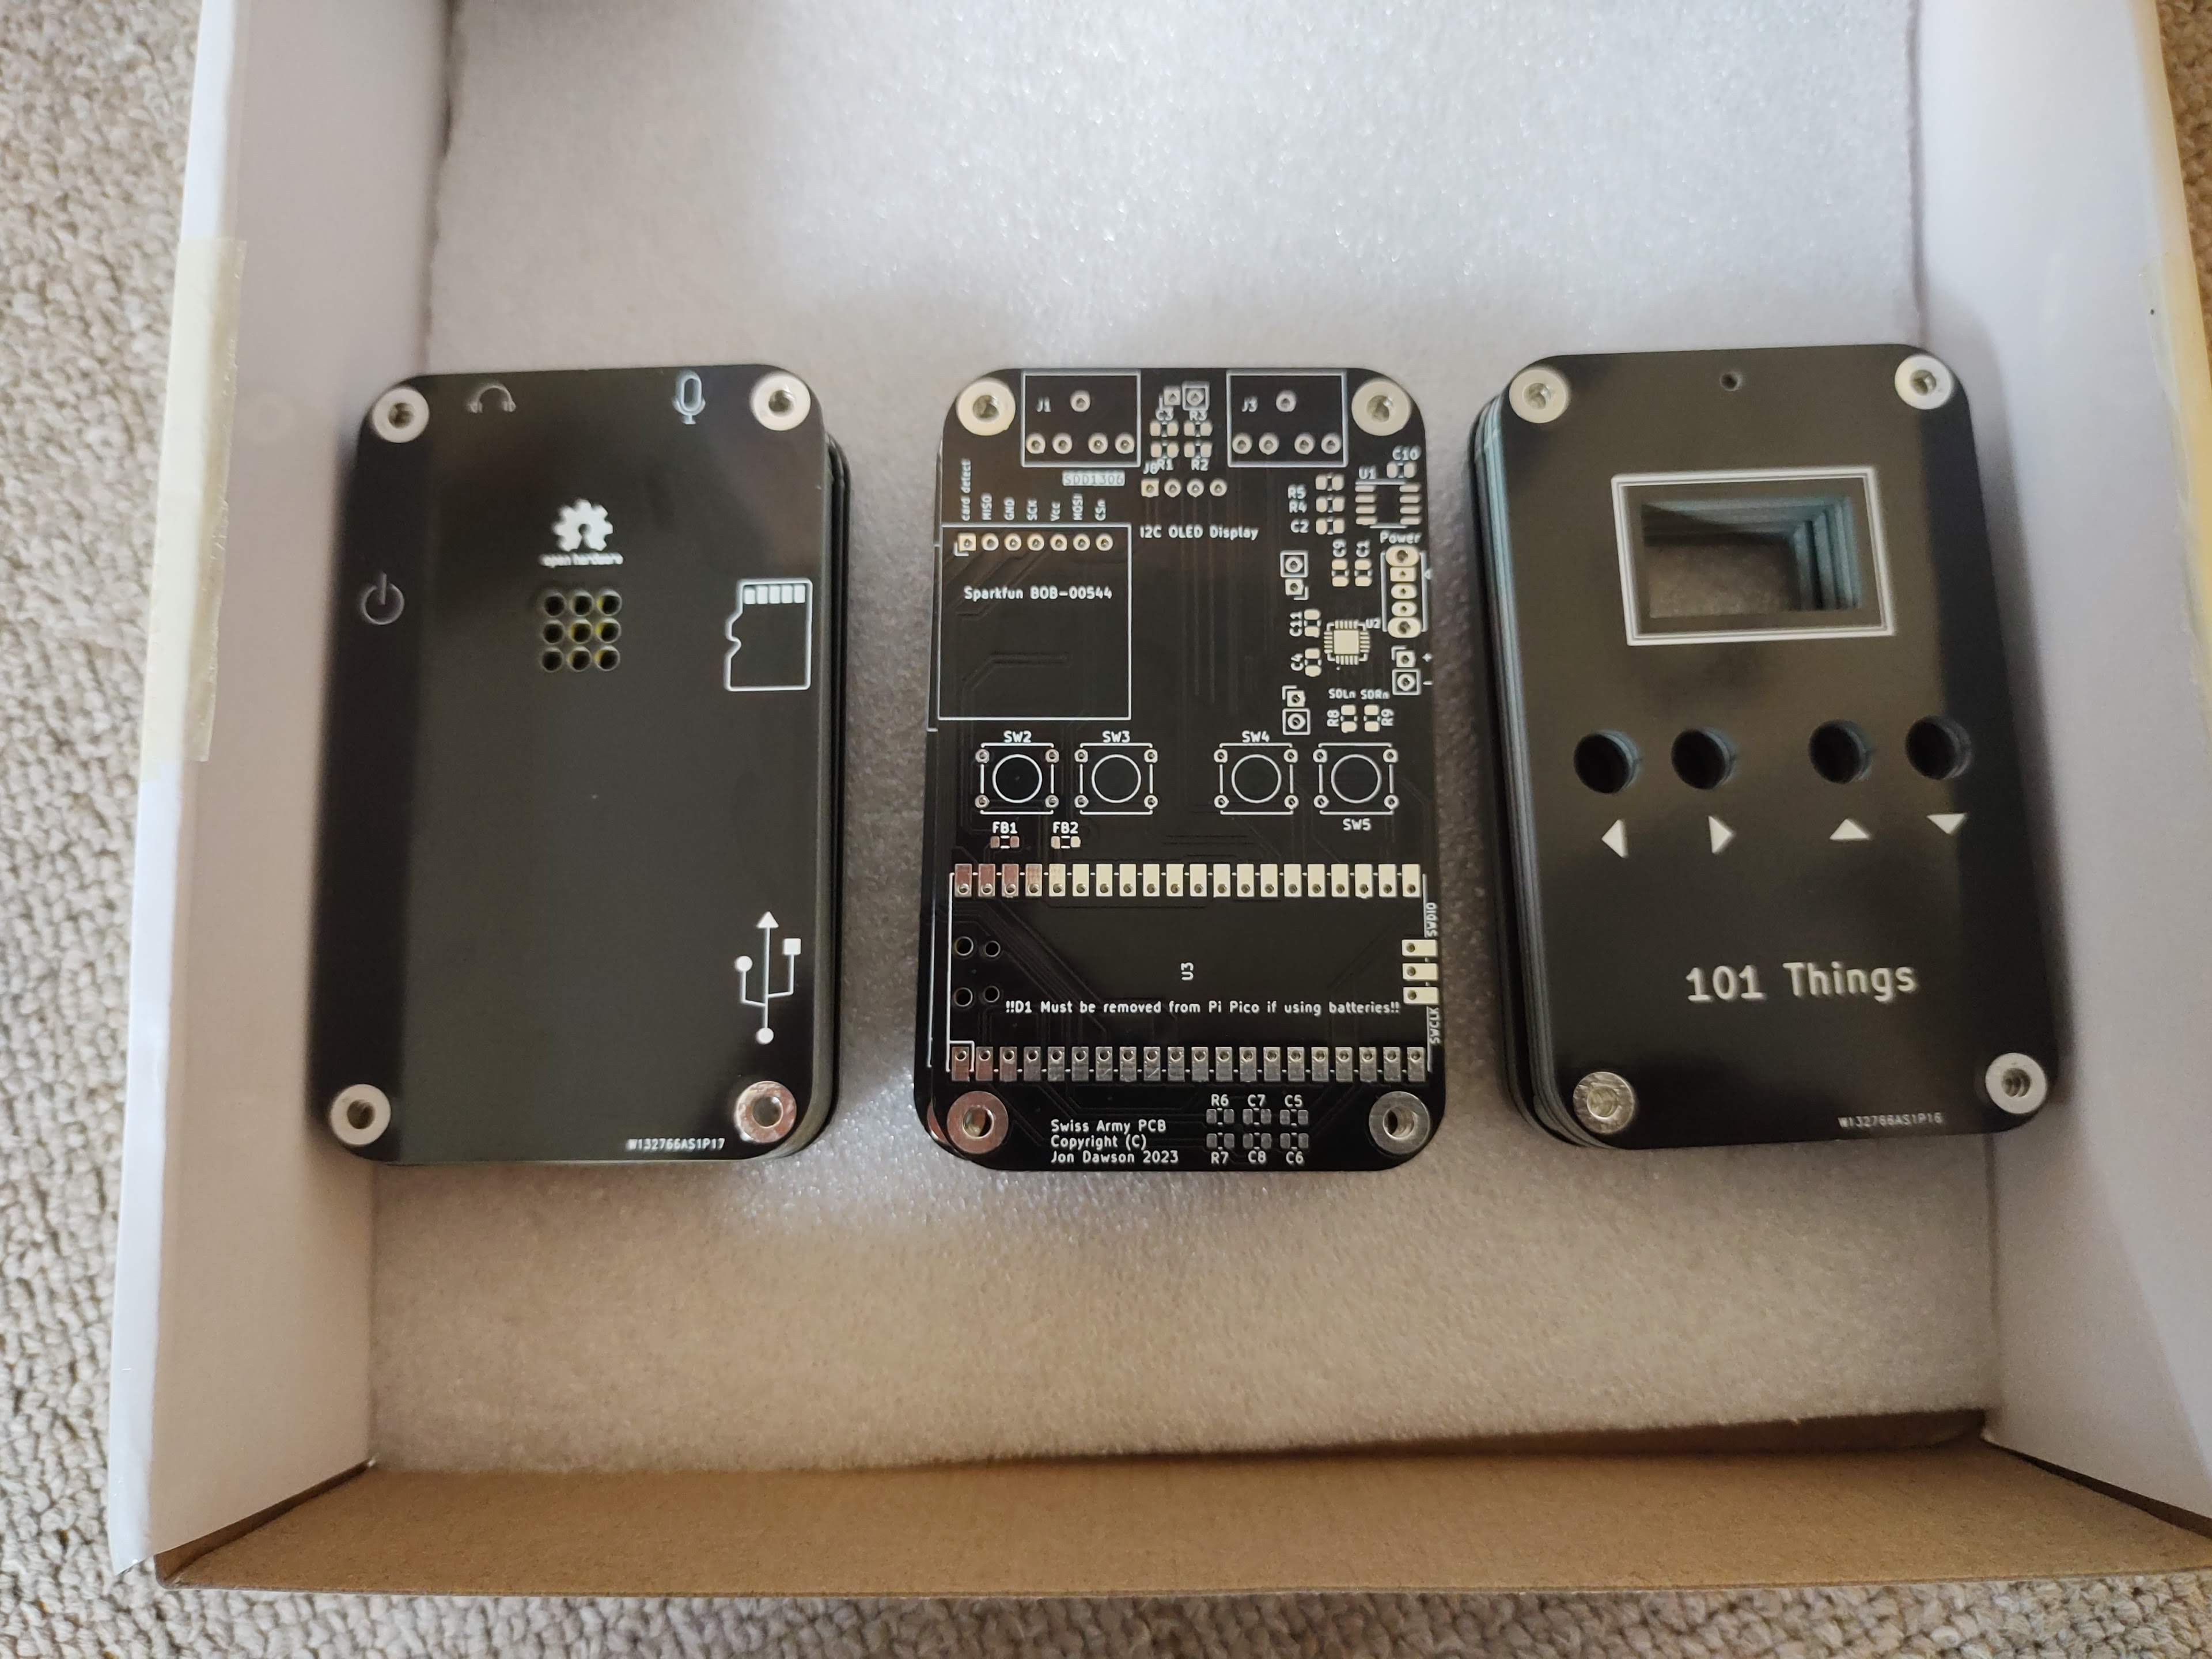 open hardware
W132766AS1P17
J1
C3
R3
J3
J6
R1
R2
SDD1306
card detect
MISO
GND
SCK
Vcc
MOSI
CSn
I2C OLED Display
Sparkfun BOB-00544
C10
U1
R5
R4
C2
Power
C9
C1
C11
U2
C4
+
-
SDLn SDRn
R8
R9
SW2
SW3
SW4
SW5
FB1
FB2
SWDIO
U3
!!D1 Must be removed from Pi Pico if using batteries!!
SWCLK
R6
C7
C5
R7
C8
C6
Swiss Army PCB
Copyright (C)
Jon Dawson 2023
101 Things
W132766AS1P16